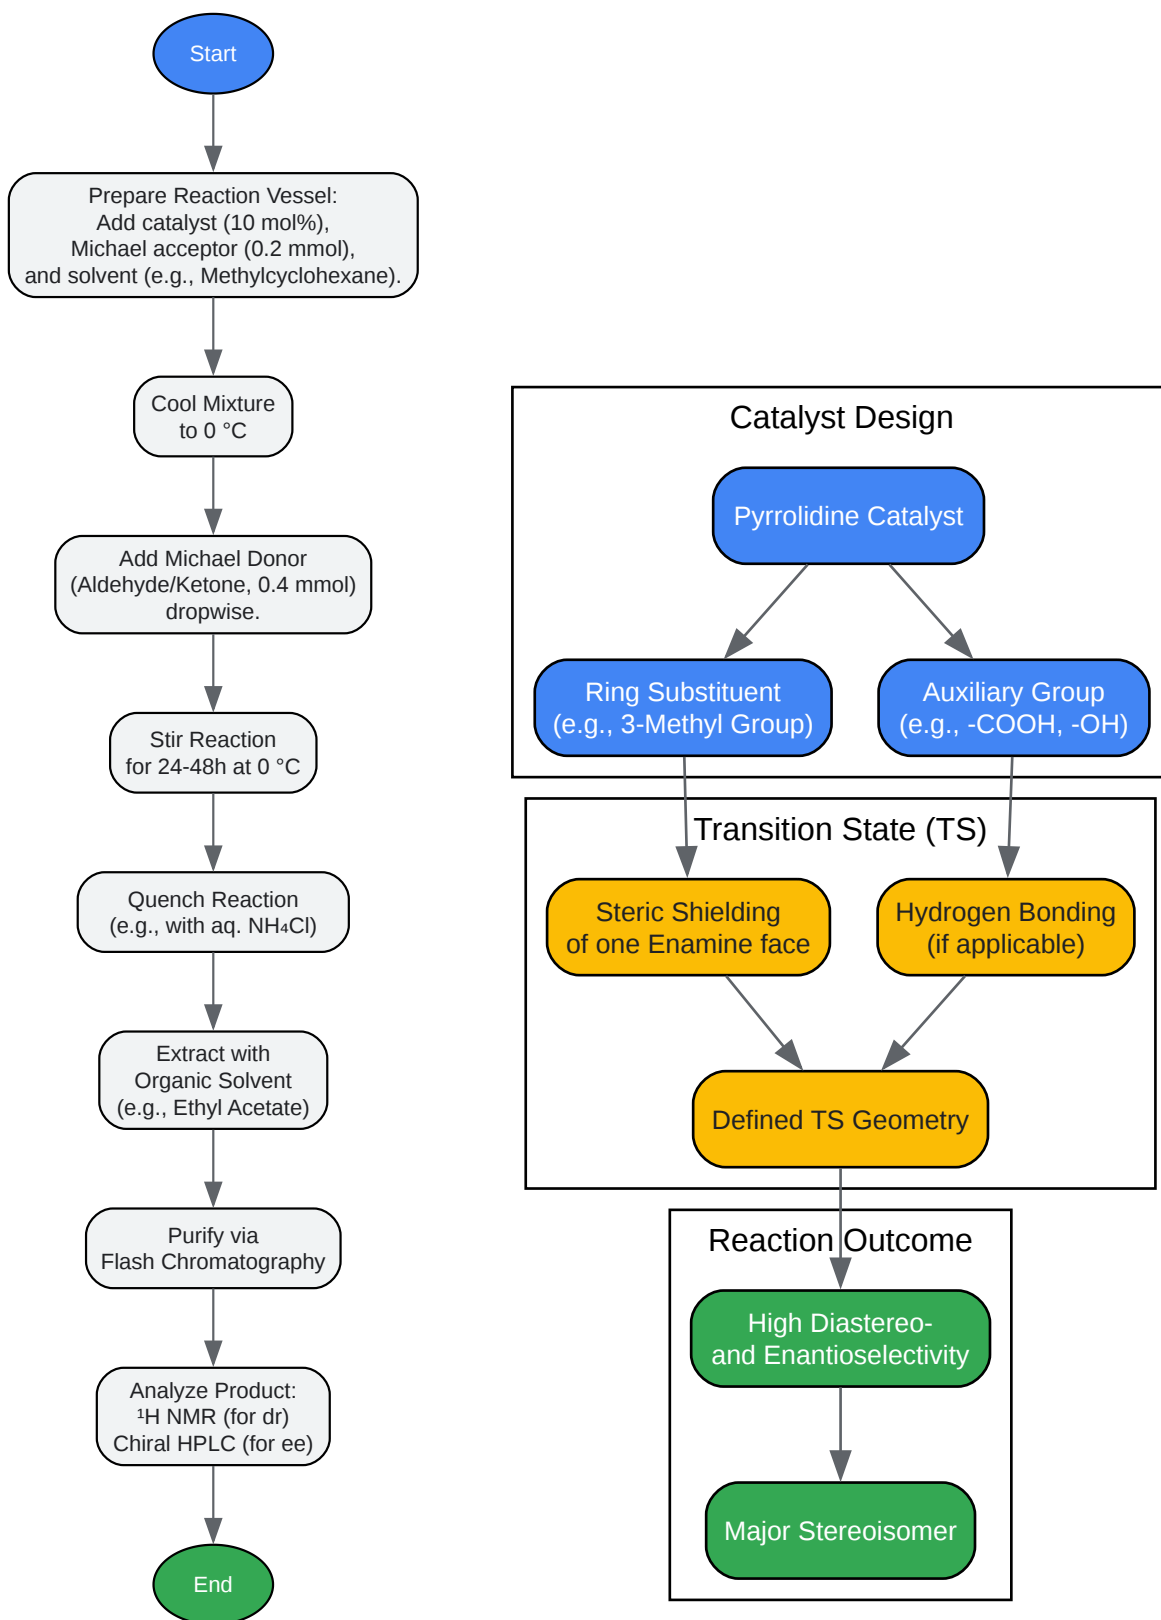 Start
Prepare Reaction Vessel:
Add catalyst (10 mol%),
Michael acceptor (0.2 mmol),
and solvent (e.g., Methylcyclohexane).
Cool Mixture
to 0 °C
Add Michael Donor
(Aldehyde/Ketone, 0.4 mmol)
dropwise.
Stir Reaction
for 24-48h at 0 °C
Quench Reaction
(e.g., with aq. NH₄Cl)
Extract with
Organic Solvent
(e.g., Ethyl Acetate)
Purify via
Flash Chromatography
Analyze Product:
¹H NMR (for dr)
Chiral HPLC (for ee)
End
Catalyst Design
Pyrrolidine Catalyst
Ring Substituent
(e.g., 3-Methyl Group)
Auxiliary Group
(e.g., -COOH, -OH)
Transition State (TS)
Steric Shielding
of one Enamine face
Hydrogen Bonding
(if applicable)
Defined TS Geometry
Reaction Outcome
High Diastereo-
and Enantioselectivity
Major Stereoisomer